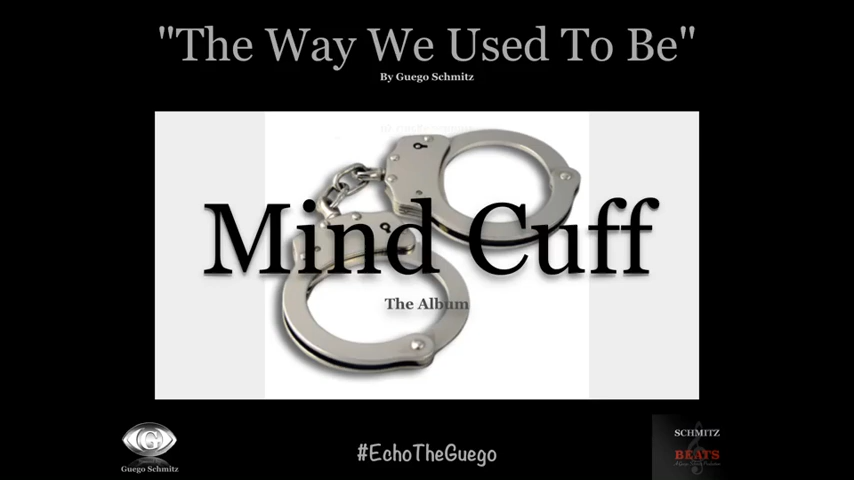 "The Way We Used To Be"
By Guego Schmitz
Mind Cuff
The Album
G
Guego Schmitz
#EchoTheGuego
SCHMITZ
BEATS